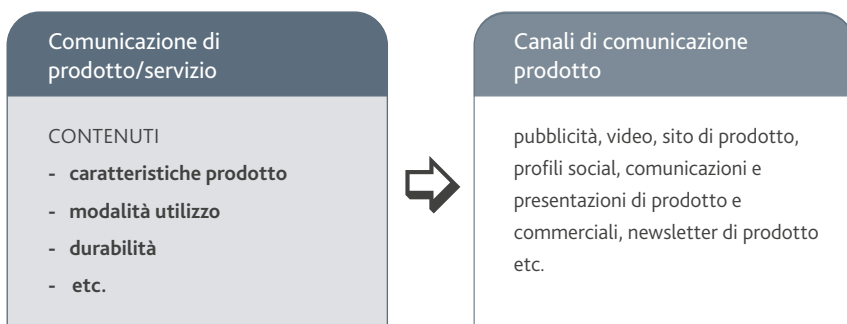 Comunicazione di
prodotto/servizio
CONTENUTI
- caratteristiche prodotto
- modalità utilizzo
- durabilità
- etc.
Canali di comunicazione
prodotto
pubblicità, video, sito di prodotto,
profili social, comunicazioni e
presentazioni di prodotto e
commerciali, newsletter di prodotto
etc.